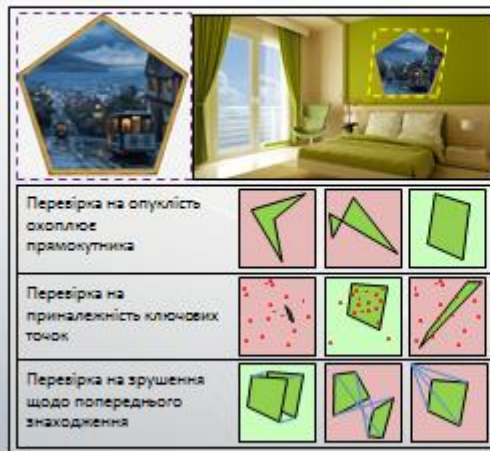 Перевірка на опуклість
охоплює
прямокутника
Перевірка на
приналежність ключових
точок
Перевірка на зрушення
щодо попереднього
знаходження